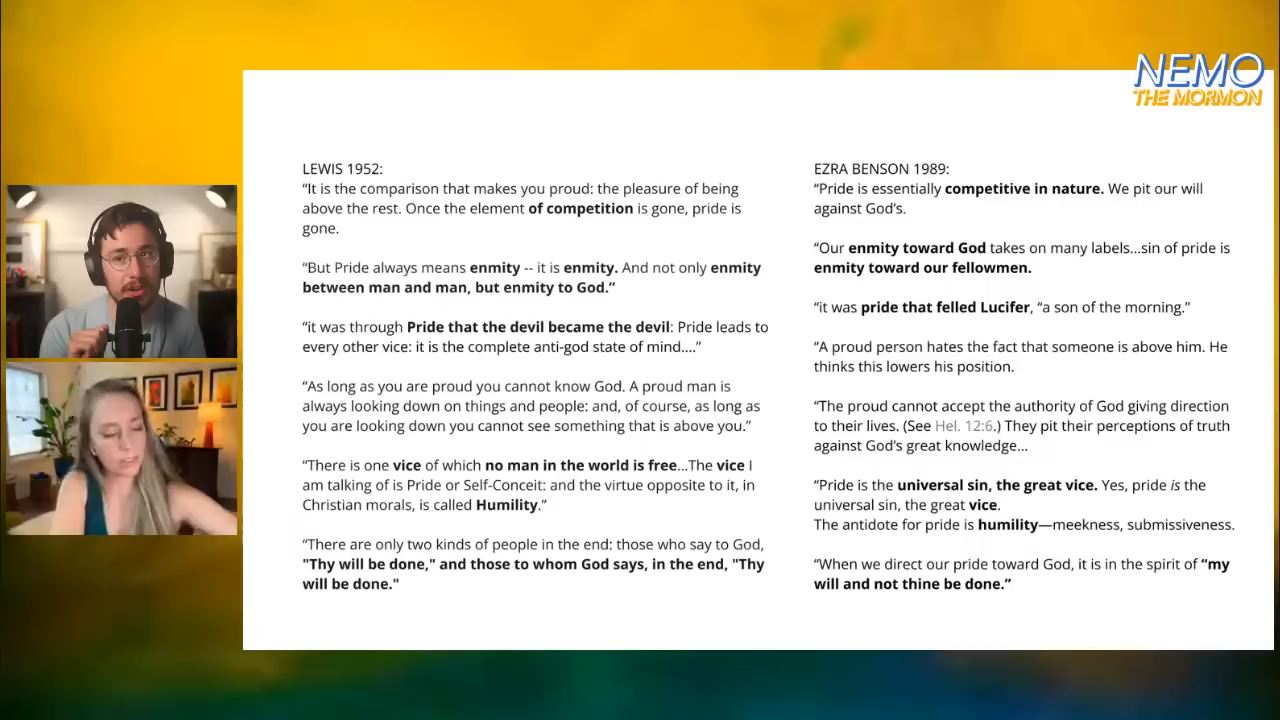 NEMO
THE MORMON
LEWIS 1952:
“It is the comparison that makes you proud: the pleasure of being
above the rest. Once the element of competition is gone, pride is
gone.
“But Pride always means enmity -- it is enmity. And not only enmity
between man and man, but enmity to God.”
“it was through Pride that the devil became the devil: Pride leads to
every other vice: it is the complete anti-god state of mind....”
“As long as you are proud you cannot know God. A proud man is
always looking down on things and people: and, of course, as long as
you are looking down you cannot see something that is above you.”
“There is one vice of which no man in the world is free...The vice I
am talking of is Pride or Self-Conceit: and the virtue opposite to it, in
Christian morals, is called Humility.”
“There are only two kinds of people in the end: those who say to God,
"Thy will be done," and those to whom God says, in the end, "Thy
will be done."
EZRA BENSON 1989:
“Pride is essentially competitive in nature. We pit our will
against God’s.
“Our enmity toward God takes on many labels...sin of pride is
enmity toward our fellowmen.
“it was pride that felled Lucifer, “a son of the morning.”
“A proud person hates the fact that someone is above him. He
thinks this lowers his position.
“The proud cannot accept the authority of God giving direction
to their lives. (See Hel. 12:6.) They pit their perceptions of truth
against God’s great knowledge...
“Pride is the universal sin, the great vice. Yes, pride is the
universal sin, the great vice.
The antidote for pride is humility—meekness, submissiveness.
“When we direct our pride toward God, it is in the spirit of “my
will and not thine be done.”